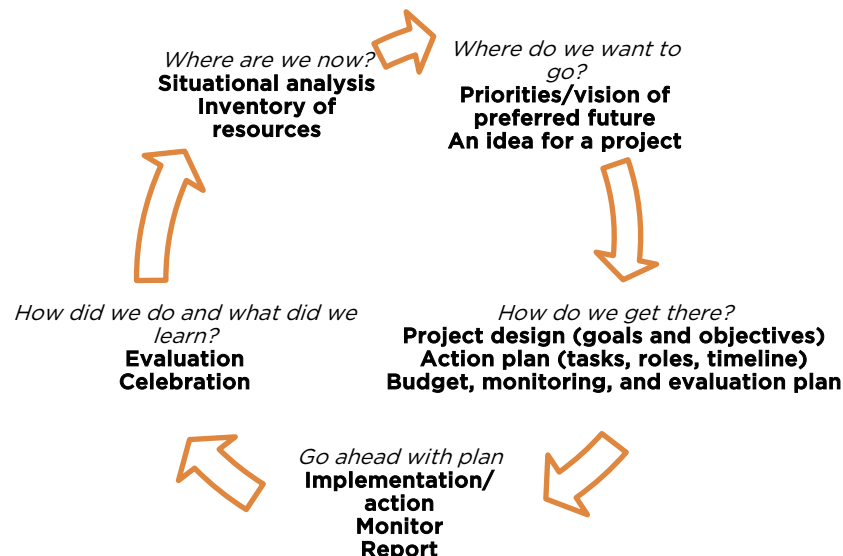 Where are we now?
Situational analysis
Inventory of
resources
Where do we want to
go?
Priorities/vision of
preferred future
An idea for a project
How do we get there?
Project design (goals and objectives)
Action plan (tasks, roles, timeline)
Budget, monitoring, and evaluation plan
Go ahead with plan
Implementation/
action
Monitor
Report
How did we do and what did we
learn?
Evaluation
Celebration